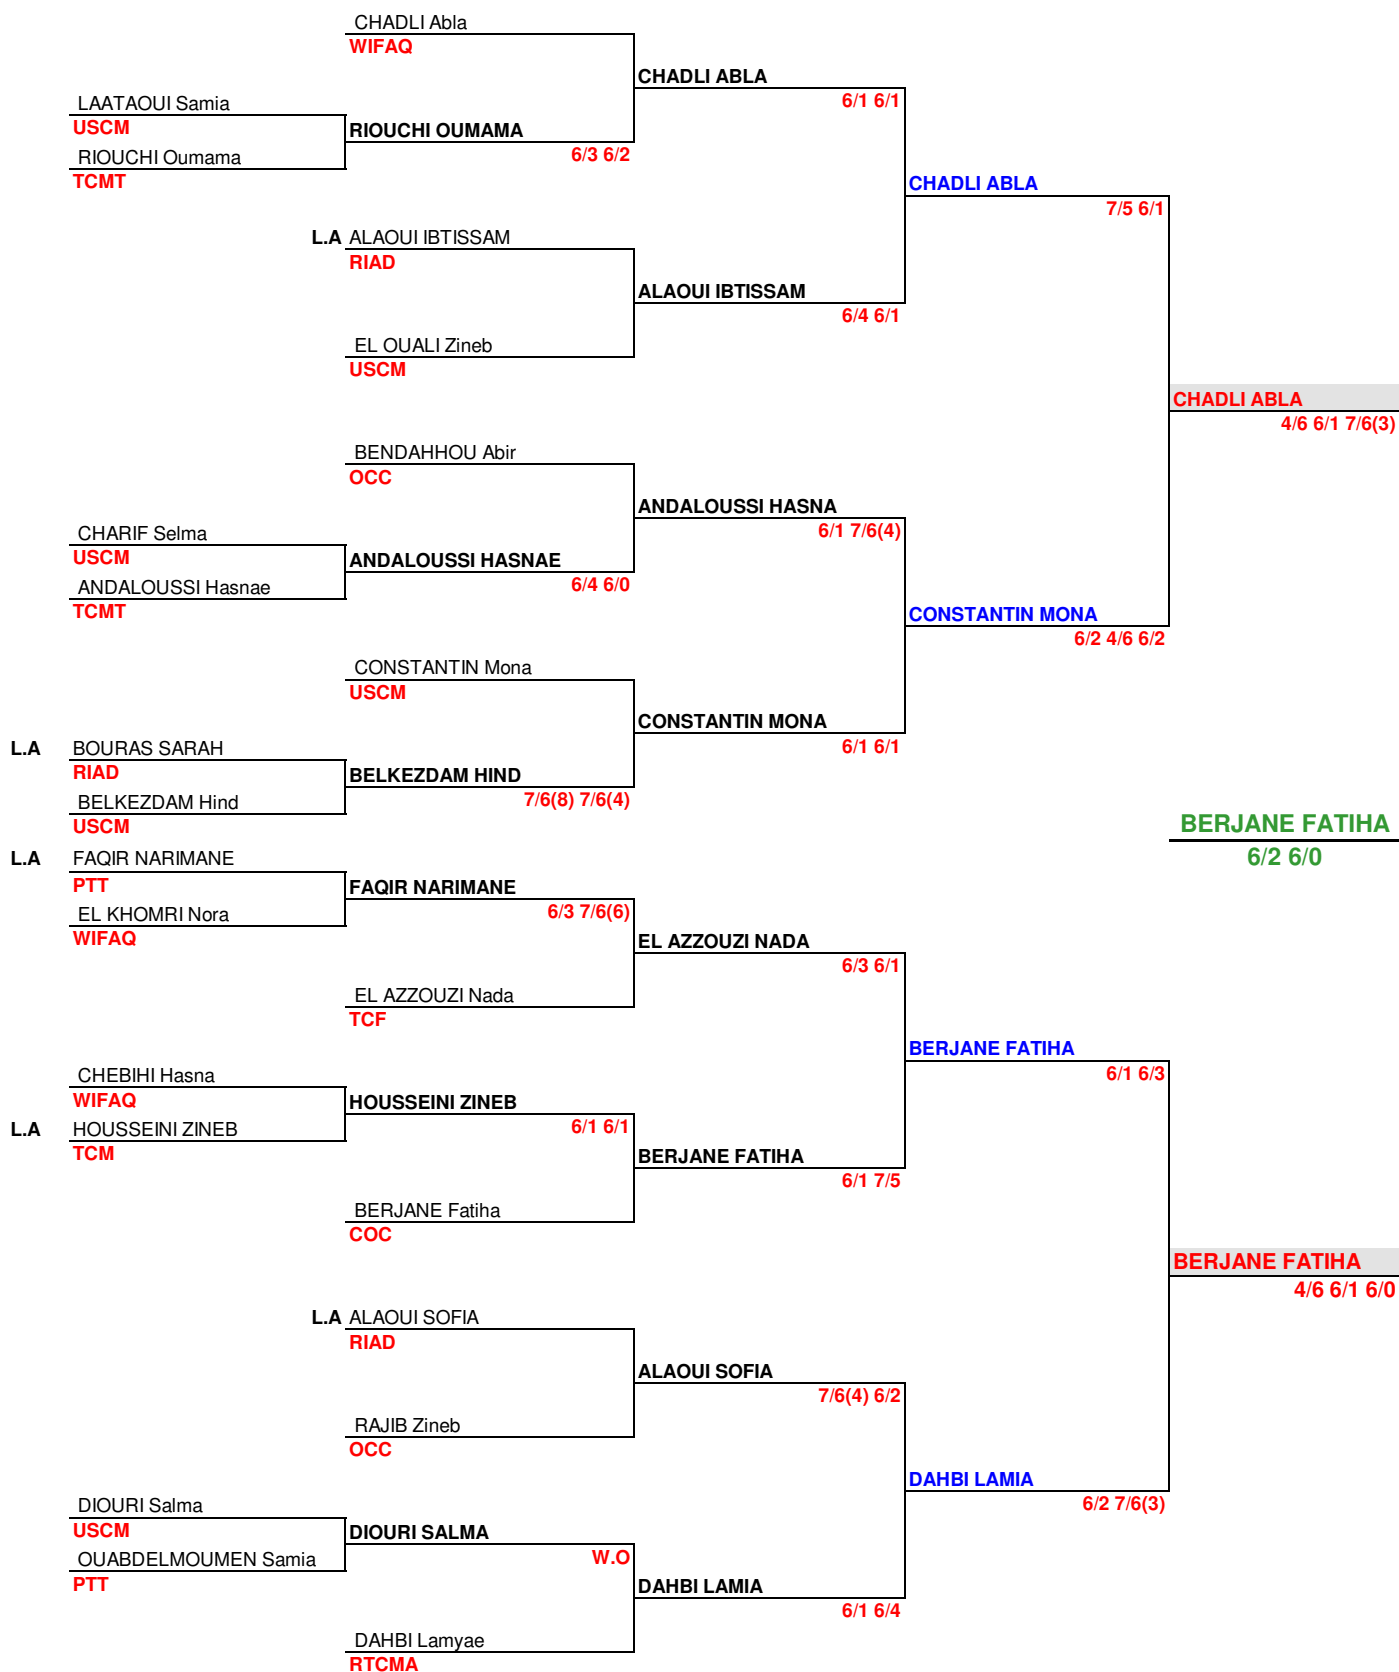 CHADLI Abla
WIFAQ
CHADLI ABLA
LAATAOUI Samia
6/1 6/1
USCM
RIOUCHI OUMAMA
RIOUCHI Oumama
6/3 6/2
TCMT
CHADLI ABLA
7/5 6/1
L.A ALAOUI IBTISSAM
RIAD
ALAOUI IBTISSAM
6/4 6/1
EL OUALI Zineb
USCM
CHADLI ABLA
4/6 6/1 7/6(3)
BENDAHHOU Abir
OCC
ANDALOUSSI HASNA
6/1 7/6(4)
CHARIF Selma
USCM
ANDALOUSSI HASNAE
ANDALOUSSI Hasnae
6/4 6/0
TCMT
CONSTANTIN MONA
6/2 4/6 6/2
CONSTANTIN Mona
USCM
CONSTANTIN MONA
L.A BOURAS SARAH
6/1 6/1
RIAD
BELKEZDAM HIND
BELKEZDAM Hind
7/6(8) 7/6(4)
USCM
BERJANE FATIHA
6/2 6/0
L.A FAQIR NARIMANE
PTT
FAQIR NARIMANE
EL KHOMRI Nora
6/3 7/6(6)
WIFAQ
EL AZZOUZI NADA
6/3 6/1
EL AZZOUZI Nada
TCF
BERJANE FATIHA
6/1 6/3
CHEBIHI Hasna
WIFAQ
HOUSSEINI ZINEB
L.A HOUSSEINI ZINEB
6/1 6/1
TCM
BERJANE FATIHA
6/1 7/5
BERJANE Fatiha
COC
BERJANE FATIHA
4/6 6/1 6/0
L.A ALAOUI SOFIA
RIAD
ALAOUI SOFIA
7/6(4) 6/2
RAJIB Zineb
OCC
DAHBI LAMIA
6/2 7/6(3)
DIOURI Salma
USCM
DIOURI SALMA
OUABDELMOUMEN Samia
W.O
PTT
DAHBI LAMIA
6/1 6/4
DAHBI Lamyae
RTCMA